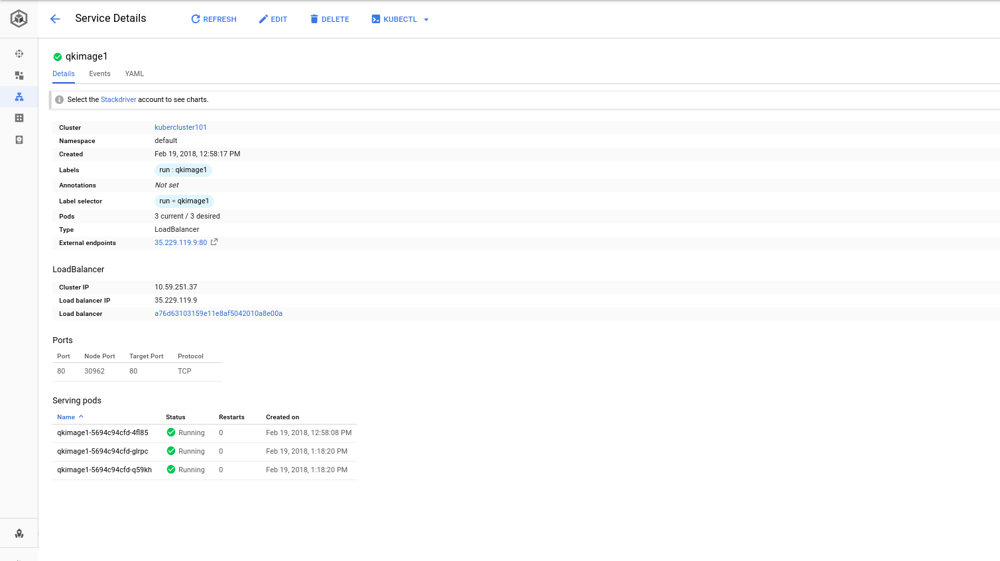 Service Details REFRESH EDIT DELETE KUBECTL
qkimage1
Details Events YAML
Select the Stackdriver account to see charts.
Cluster kubercluster101
Namespace default
Created Feb 19, 2018, 12:58:17 PM
Labels run : qkimage1
Annotations Not set
Label selector run = qkimage1
Pods 3 current / 3 desired
Type LoadBalancer
External endpoints 35.229.119.9:80
LoadBalancer
Cluster IP 10.59.251.37
Load balancer IP 35.229.119.9
Load balancer a76d63103159e11e8af5042010a8e00a
Ports
Port Node Port Target Port Protocol
80 30962 80 TCP
Serving pods
Name Status Restarts Created on
qkimage1-5694c94cfd-4fl85 Running 0 Feb 19, 2018, 12:58:08 PM
qkimage1-5694c94cfd-glrpc Running 0 Feb 19, 2018, 1:18:20 PM
qkimage1-5694c94cfd-q59kh Running 0 Feb 19, 2018, 1:18:20 PM